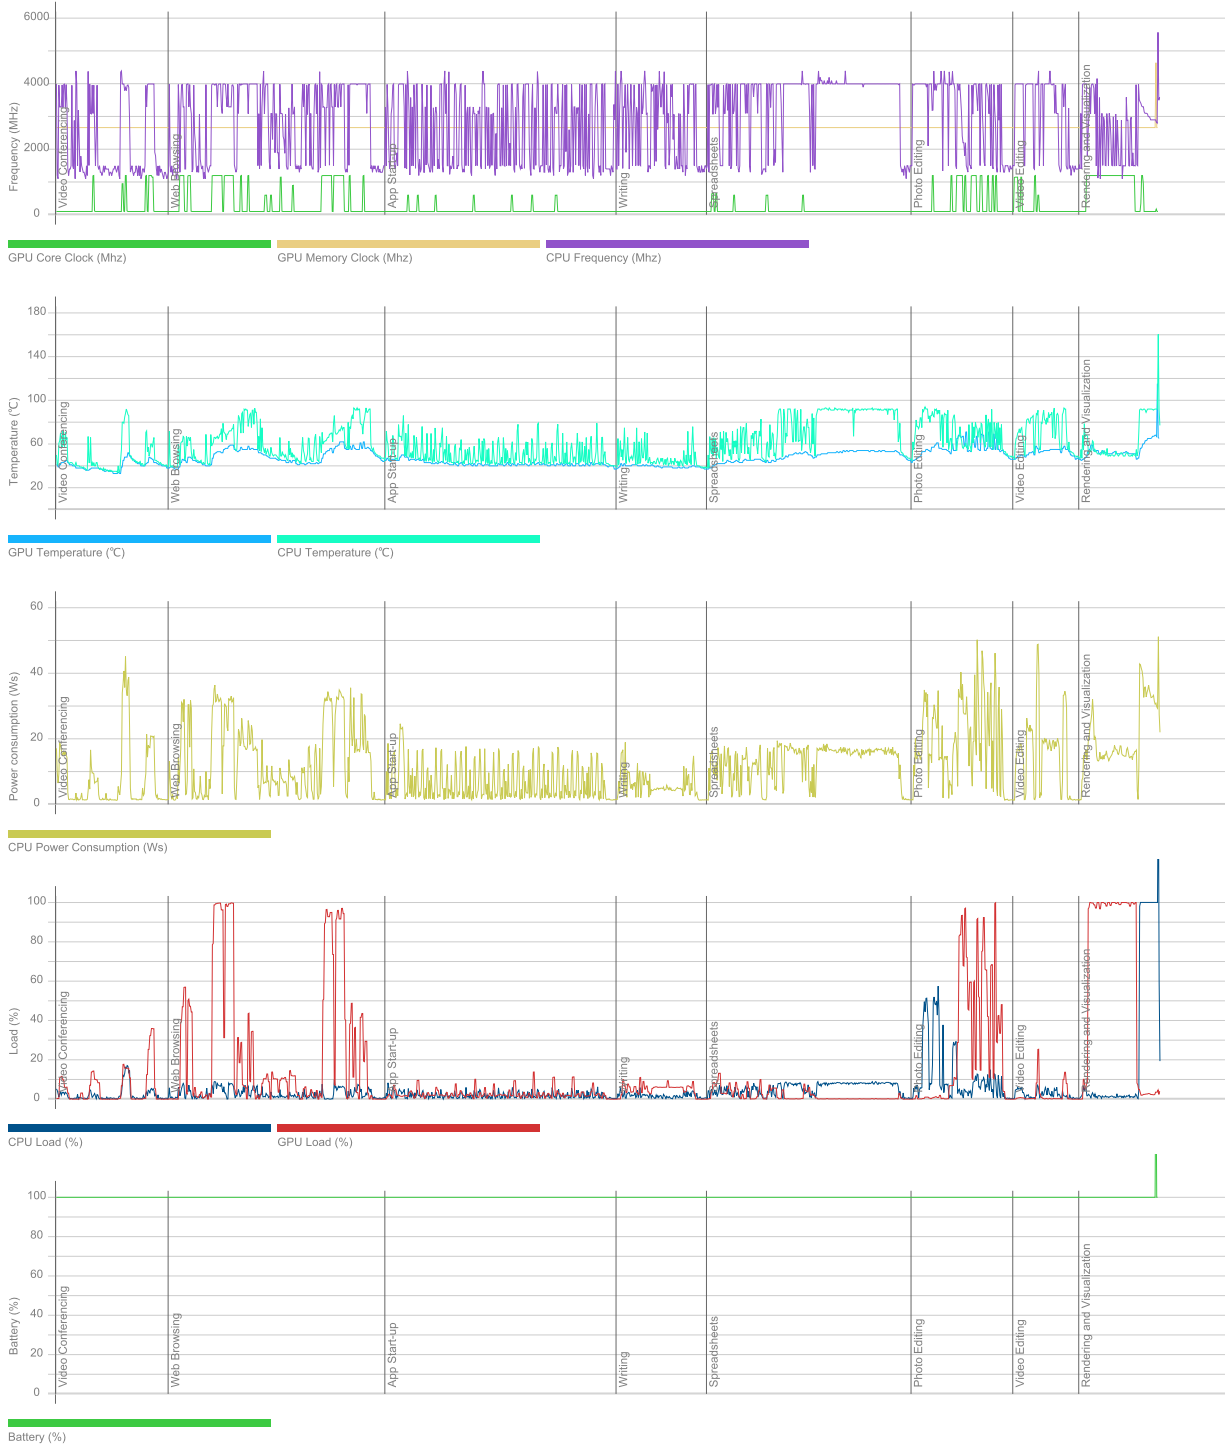 6000
4000
2000
0
Frequency (MHz)
Video Conferencing
Web Browsing
App Start-up
Writing
Spreadsheets
Photo Editing
Video Editing
Rendering and Visualization
GPU Core Clock (Mhz)
GPU Memory Clock (Mhz)
CPU Frequency (Mhz)
180
140
100
60
20
Temperature (°C)
Video Conferencing
Web Browsing
App Start-up
Writing
Spreadsheets
Photo Editing
Video Editing
Rendering and Visualization
GPU Temperature (°C)
CPU Temperature (°C)
60
40
20
0
Power consumption (Ws)
Video Conferencing
Web Browsing
App Start-up
Writing
Spreadsheets
Photo Editing
Video Editing
Rendering and Visualization
CPU Power Consumption (Ws)
100
80
60
40
20
0
Load (%)
Video Conferencing
Web Browsing
App Start-up
Writing
Spreadsheets
Photo Editing
Video Editing
Rendering and Visualization
CPU Load (%)
GPU Load (%)
100
80
60
40
20
0
Battery (%)
Video Conferencing
Web Browsing
App Start-up
Writing
Spreadsheets
Photo Editing
Video Editing
Rendering and Visualization
Battery (%)